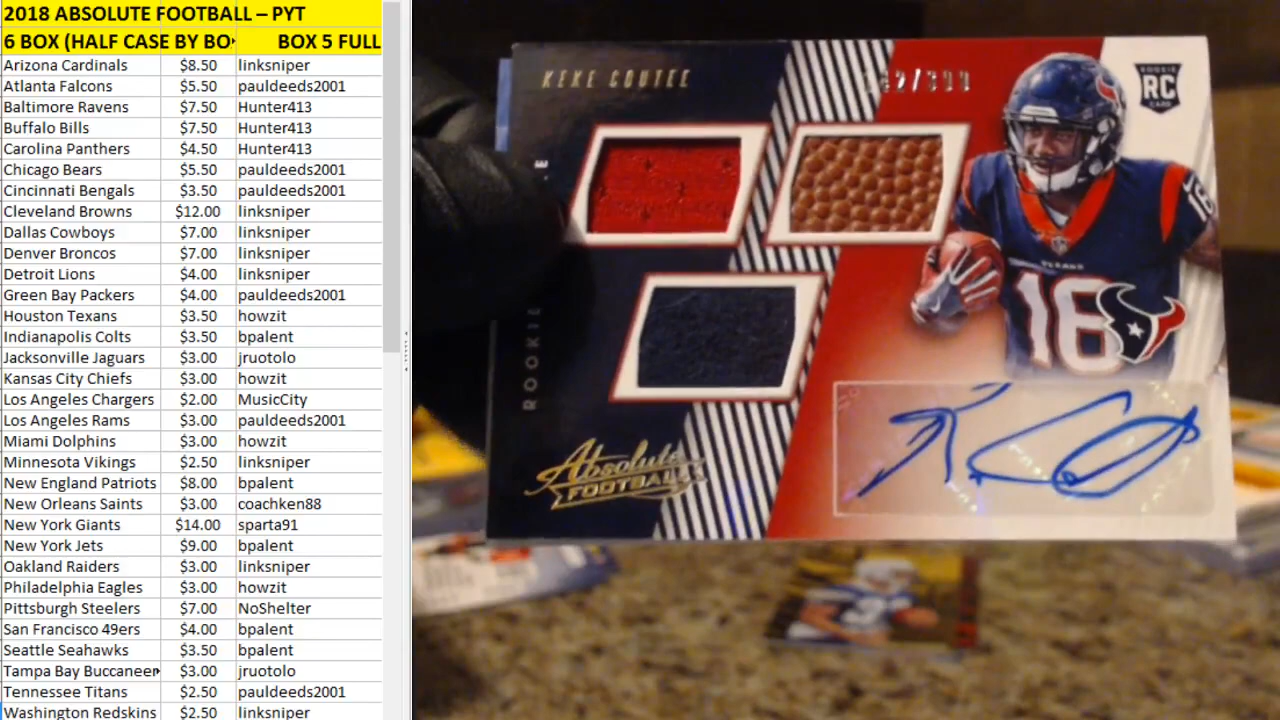 2018 ABSOLUTE FOOTBALL – PYT
6 BOX (HALF CASE BY BO BOX 5 FULL
Arizona Cardinals $8.50 linksniper
Atlanta Falcons $5.50 pauldeeds2001
Baltimore Ravens $7.50 Hunter413
Buffalo Bills $7.50 Hunter413
Carolina Panthers $4.50 Hunter413
Chicago Bears $5.50 pauldeeds2001
Cincinnati Bengals $3.50 pauldeeds2001
Cleveland Browns $12.00 linksniper
Dallas Cowboys $7.00 linksniper
Denver Broncos $7.00 linksniper
Detroit Lions $4.00 linksniper
Green Bay Packers $4.00 pauldeeds2001
Houston Texans $3.50 howzit
Indianapolis Colts $3.50 bpalent
Jacksonville Jaguars $3.00 jruotolo
Kansas City Chiefs $3.00 howzit
Los Angeles Chargers $2.00 MusicCity
Los Angeles Rams $3.00 pauldeeds2001
Miami Dolphins $3.00 howzit
Minnesota Vikings $2.50 linksniper
New England Patriots $8.00 bpalent
New Orleans Saints $3.00 coachken88
New York Giants $14.00 sparta91
New York Jets $9.00 bpalent
Oakland Raiders $3.00 linksniper
Philadelphia Eagles $3.00 howzit
Pittsburgh Steelers $7.00 NoShelter
San Francisco 49ers $4.00 bpalent
Seattle Seahawks $3.50 bpalent
Tampa Bay Buccaneer $3.00 jruotolo
Tennessee Titans $2.50 pauldeeds2001
Washington Redskins $2.50 linksniper
KEKE COUTEE
ROOKIE
RC
CARD
TEXANS
16
16
ROOKIE
Absolute
FOOTBALL